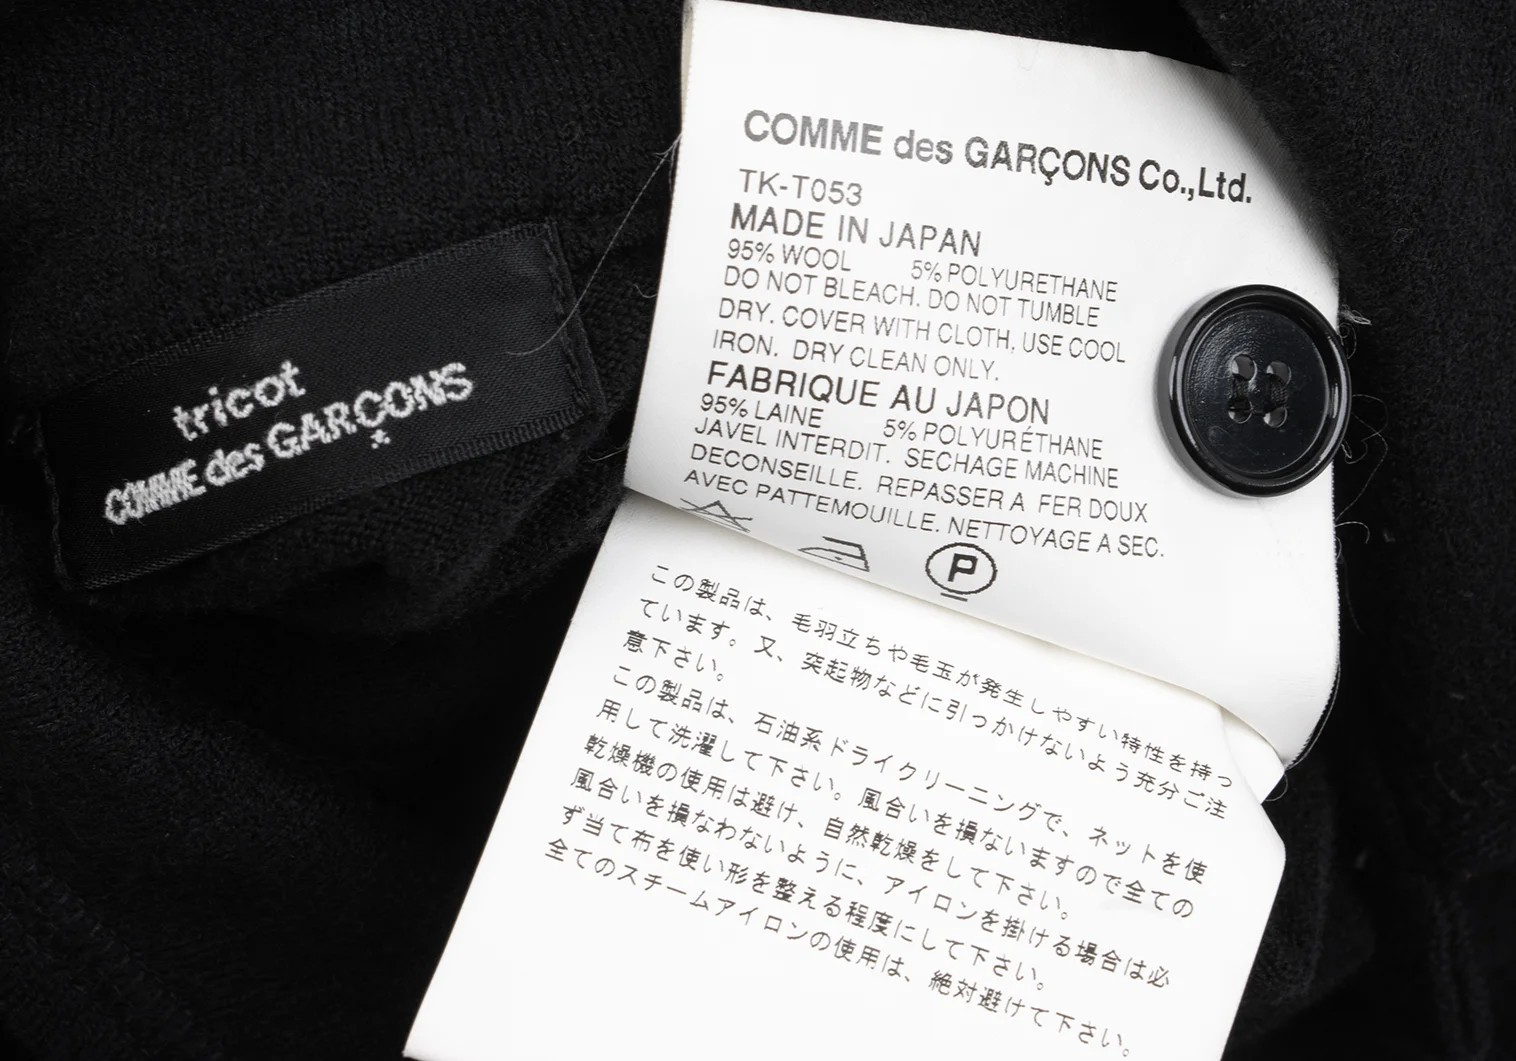 tricot
COMME des GARÇONS
COMME des GARÇONS Co.,Ltd.
TK-T053
MADE IN JAPAN
95% WOOL 5% POLYURETHANE
DO NOT BLEACH. DO NOT TUMBLE
DRY. COVER WITH CLOTH, USE COOL
IRON. DRY CLEAN ONLY.
FABRIQUE AU JAPON
95% LAINE 5% POLYURÉTHANE
JAVEL INTERDIT. SECHAGE MACHINE
DECONSEILLE. REPASSER A FER DOUX
AVEC PATTEMOUILLE. NETTOYAGE A SEC.
P
この製品は、毛羽立ちや毛玉が発生しやすい特性を持っ
ています。又、突起物などに引っかけないよう充分ご注
意下さい。
この製品は、石油系ドライクリーニングで、ネットを使
用して洗濯して下さい。風合いを損ないますので全ての
乾燥機の使用は避け、自然乾燥をして下さい。
風合いを損なわないように、アイロンを掛ける場合は必
ず当て布を使い形を整える程度にして下さい。
全てのスチームアイロンの使用は、絶対避けて下さい。